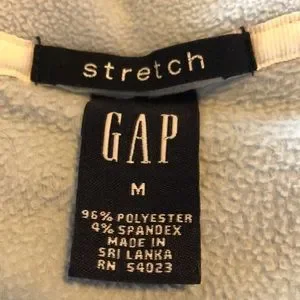 stretch
GAP
M
96% POLYESTER
4% SPANDEX
MADE IN
SRI LANKA
RN 54023